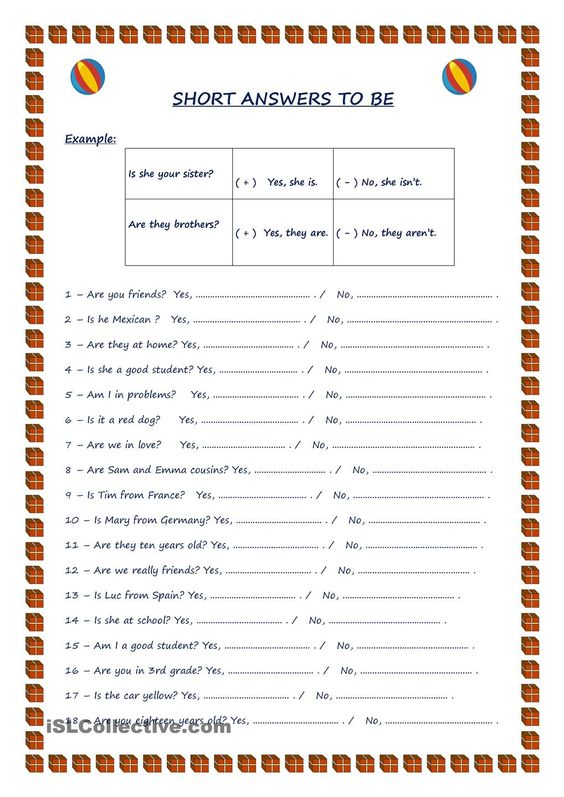 SHORT ANSWERS TO BE
Example:
Is she your sister? ( + ) Yes, she is. ( - ) No, she isn't.
Are they brothers? ( + ) Yes, they are. ( - ) No, they aren't.
1 – Are you friends? Yes, ................................................ . / No, .......................................................... .
2 – Is he Mexican ? Yes, ............................................. . / No, .......................................................... .
3 – Are they at home? Yes, ...................................... . / No, ............................................................. .
4 – Is she a good student? Yes, ................................. . / No, .......................................................... .
5 – Am I in problems? Yes, .................................. . / No, ............................................................ .
6 – Is it a red dog? Yes, .......................................... . / No, ........................................................ .
7 – Are we in love? Yes, ................................... . / No, ............................................................ .
8 – Are Sam and Emma cousins? Yes, .............................. . / No, ................................................. .
9 – Is Tim from France? Yes, ..................................... . / No, ......................................................... .
10 – Is Mary from Germany? Yes, .................................... . / No, ............................................... .
11 – Are they ten years old? Yes, .................................... . / No, .................................................. .
12 – Are we really friends? Yes, ..................................... . / No, ............................................... .
13 – Is Luc from Spain? Yes, ....................................... . / No, .................................................. .
14 – Is she at school? Yes, ................................................ . / No, ............................................... .
15 – Am I a good student? Yes, .................................... . / No, .................................................. .
16 – Are you in 3rd grade? Yes, .................................... . / No, ................................................ .
17 – Is the car yellow? Yes, ................................... . / No, ................................................. .
18 – Are you eighteen years old? Yes, .................................... . / No, ........................................... .
iSLCollective.com